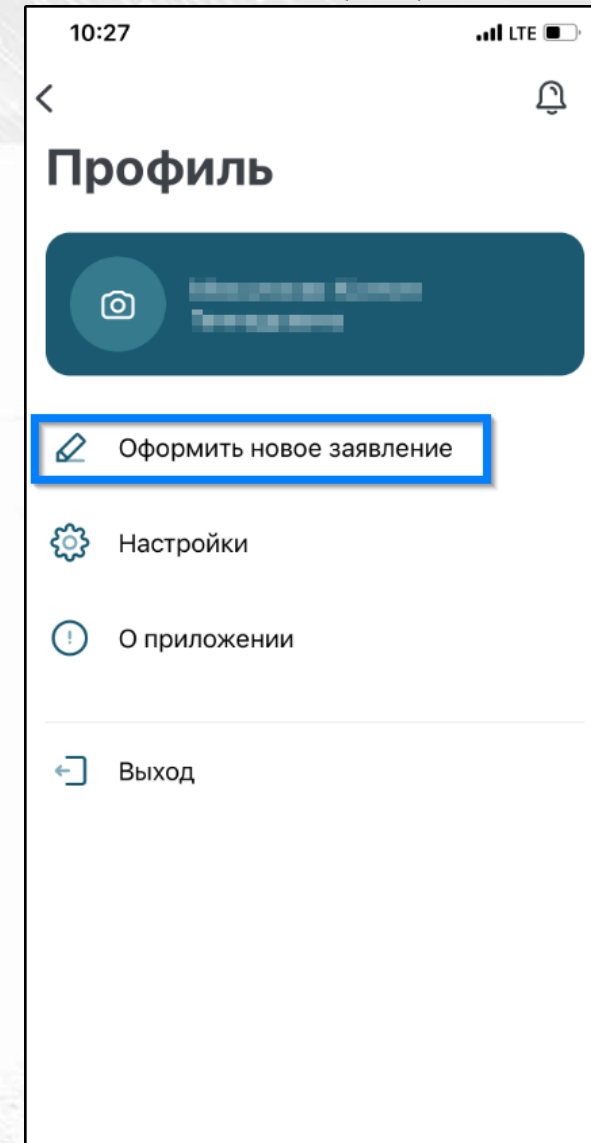 10:27
LTE
Профиль
Оформить новое заявление
Настройки
О приложении
Выход